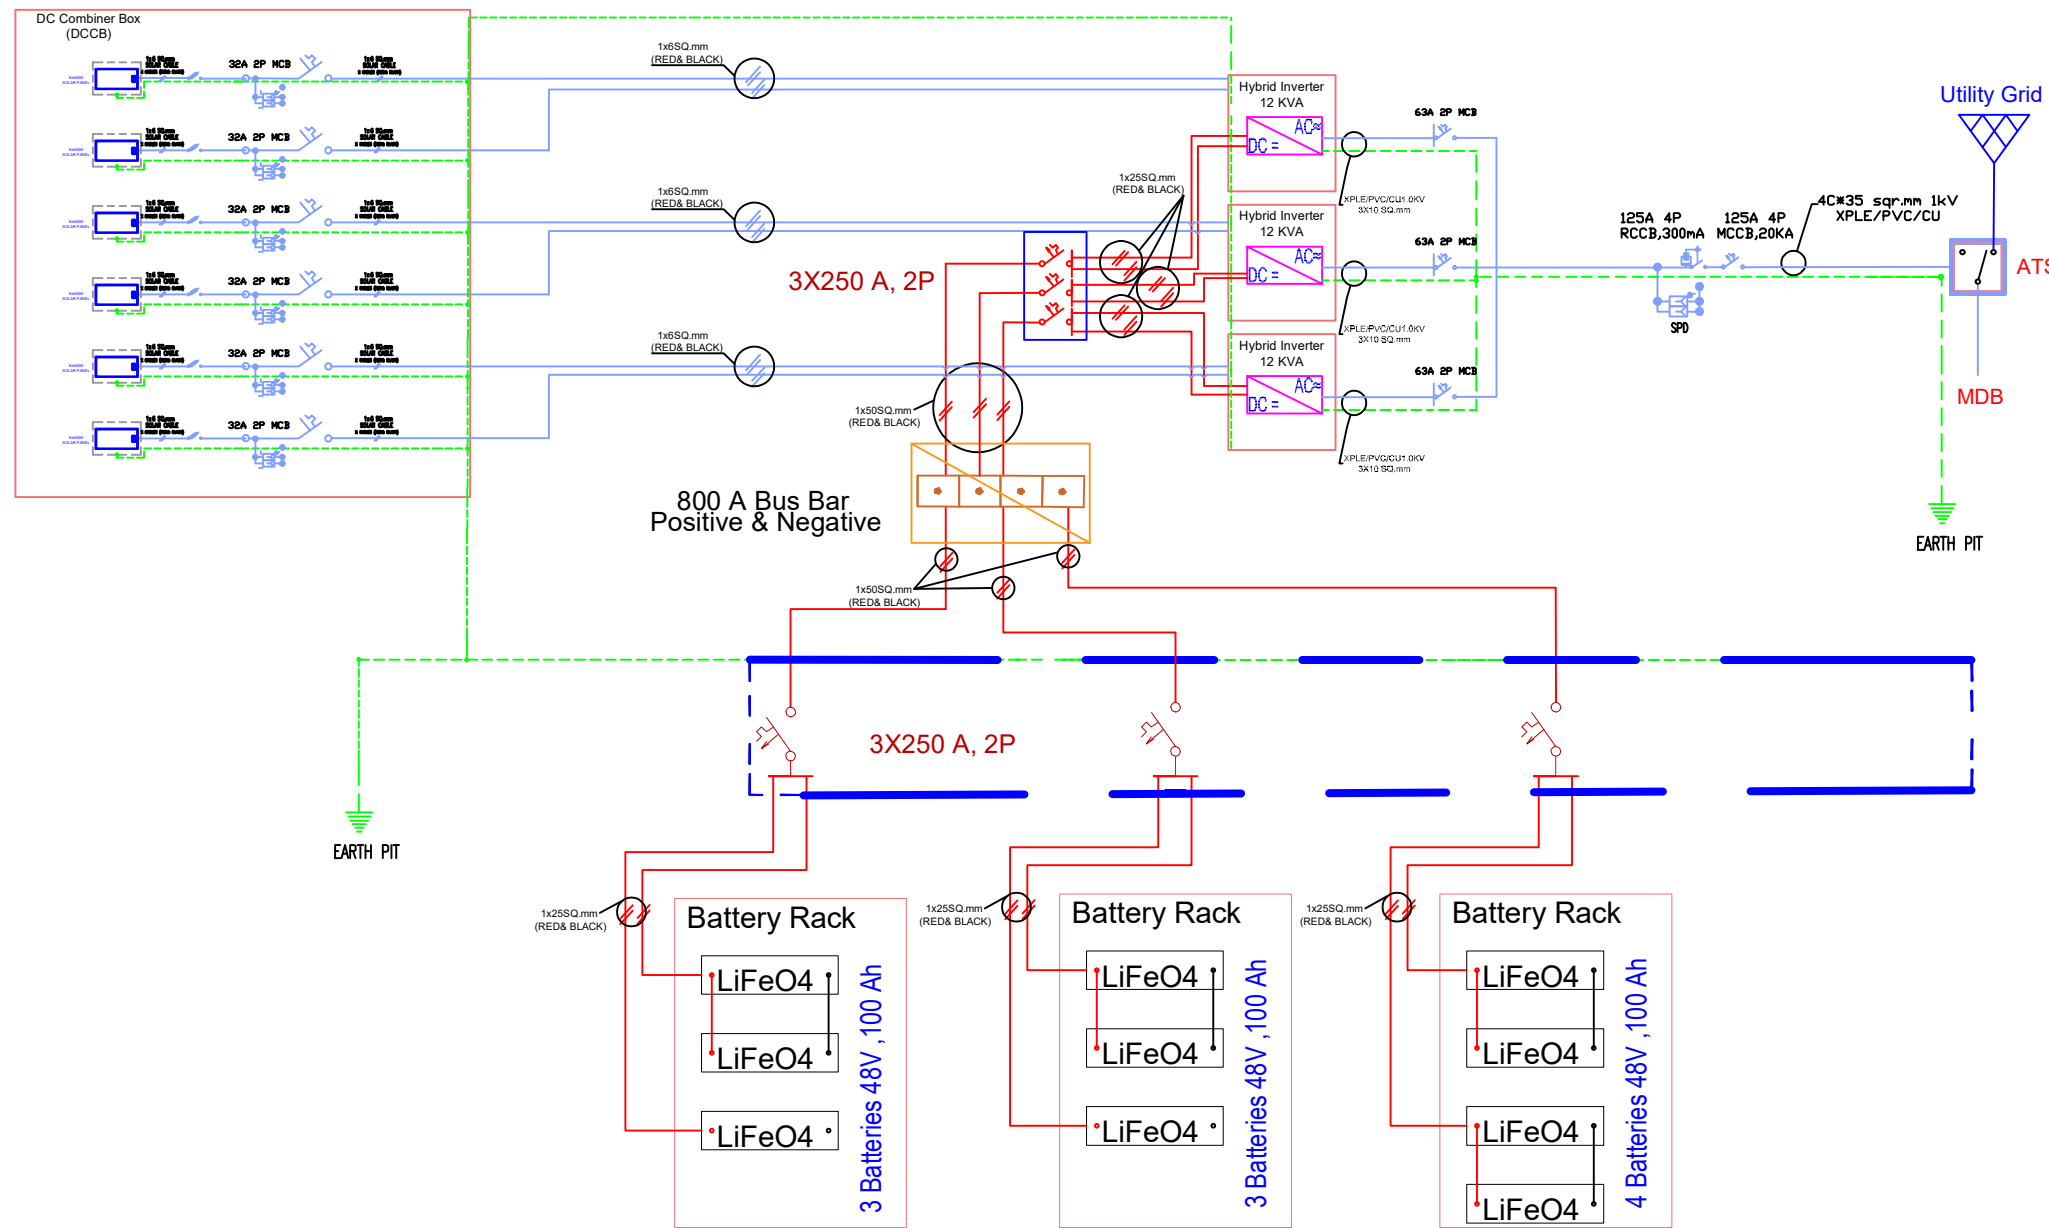 DC Combiner Box
(DCCB)
32A 2P MCB
32A 2P MCB
32A 2P MCB
32A 2P MCB
32A 2P MCB
32A 2P MCB
1x6SQ.mm
(RED& BLACK)
1x6SQ.mm
(RED& BLACK)
1x6SQ.mm
(RED& BLACK)
Hybrid Inverter
12 KVA
AC≈
DC =
Hybrid Inverter
12 KVA
AC≈
DC =
Hybrid Inverter
12 KVA
AC≈
DC =
1x25SQ.mm
(RED& BLACK)
3X250 A, 2P
63A 2P MCB
63A 2P MCB
63A 2P MCB
XPLE/PVC/CU1.0KV
3X10 SQ.mm
XPLE/PVC/CU1.0KV
3X10 SQ.mm
XPLE/PVC/CU1.0KV
3X10 SQ.mm
125A 4P
RCCB,300mA
125A 4P
MCCB,20KA
4C*35 sqr.mm 1kV
XPLE/PVC/CU
SPD
Utility Grid
ATS
MDB
EARTH PIT
1x50SQ.mm
(RED& BLACK)
800 A Bus Bar
Positive & Negative
1x50SQ.mm
(RED& BLACK)
3X250 A, 2P
EARTH PIT
1x25SQ.mm
(RED& BLACK)
Battery Rack
LiFeO4
LiFeO4
LiFeO4
3 Batteries 48V ,100 Ah
1x25SQ.mm
(RED& BLACK)
Battery Rack
LiFeO4
LiFeO4
LiFeO4
3 Batteries 48V ,100 Ah
1x25SQ.mm
(RED& BLACK)
Battery Rack
LiFeO4
LiFeO4
LiFeO4
LiFeO4
4 Batteries 48V ,100 Ah